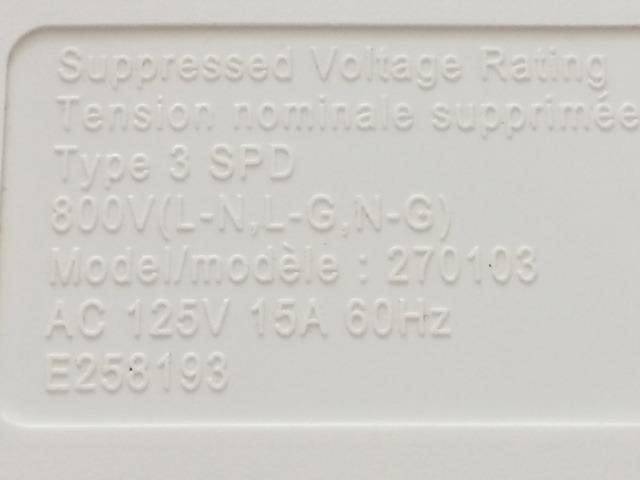 Suppressed Voltage Rating
Tension nominale supprimée
Type 3 SPD
800V(L-N,L-G,N-G)
Model/modèle : 270103
AC 125V 15A 60Hz
E258193